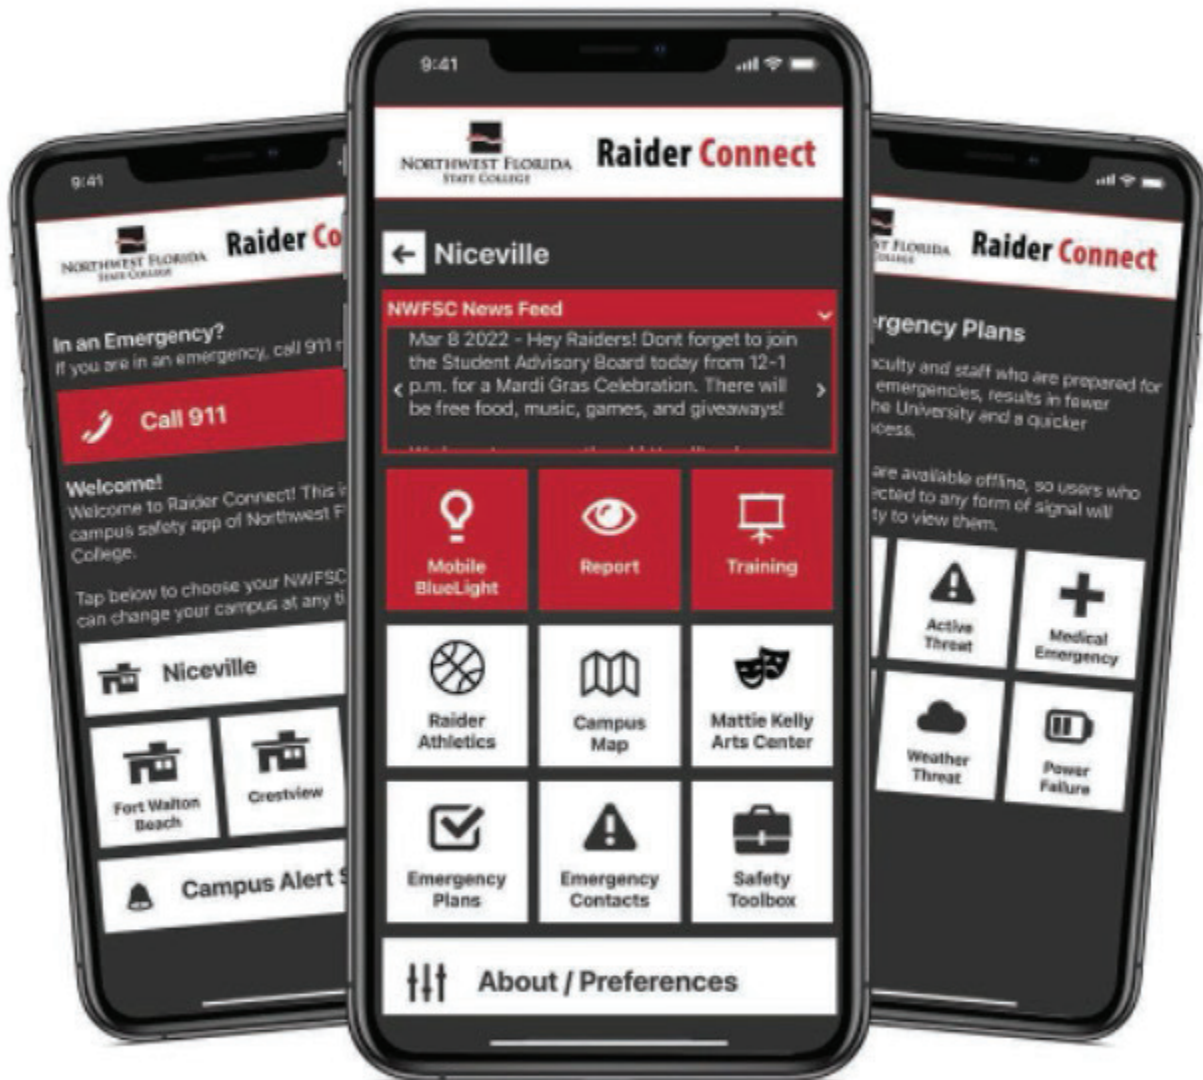 9:41
NORTHWEST FLORIDA
STATE COLLEGE
Raider Co
In an Emergency?
If you are in an emergency, call 911
Call 911
Welcome!
Welcome to Raider Connect! This
campus safety app of Northwest
College.
Tap below to choose your NWFSC
can change your campus at any
Niceville
Fort Walton
Beach
Crestview
Campus Alert
9:41
NORTHWEST FLORIDA
STATE COLLEGE
Raider Connect
Niceville
NWFSC News Feed
Mar 8 2022 - Hey Raiders! Dont forget to join
the Student Advisory Board today from 12-1
p.m. for a Mardi Gras Celebration. There will
be free food, music, games, and giveaways!
Mobile
BlueLight
Report
Training
Raider
Athletics
Campus
Map
Mattie Kelly
Arts Center
Emergency
Plans
Emergency
Contacts
Safety
Toolbox
About / Preferences
ST FLORIDA
COLLEGE
Raider Connect
rgency Plans
culty and staff who are prepared for
emergencies, results in fewer
he University and a quicker
cess.
are available offline, so users who
ected to any form of signal will
ty to view them.
Active
Threat
Medical
Emergency
Weather
Threat
Power
Failure